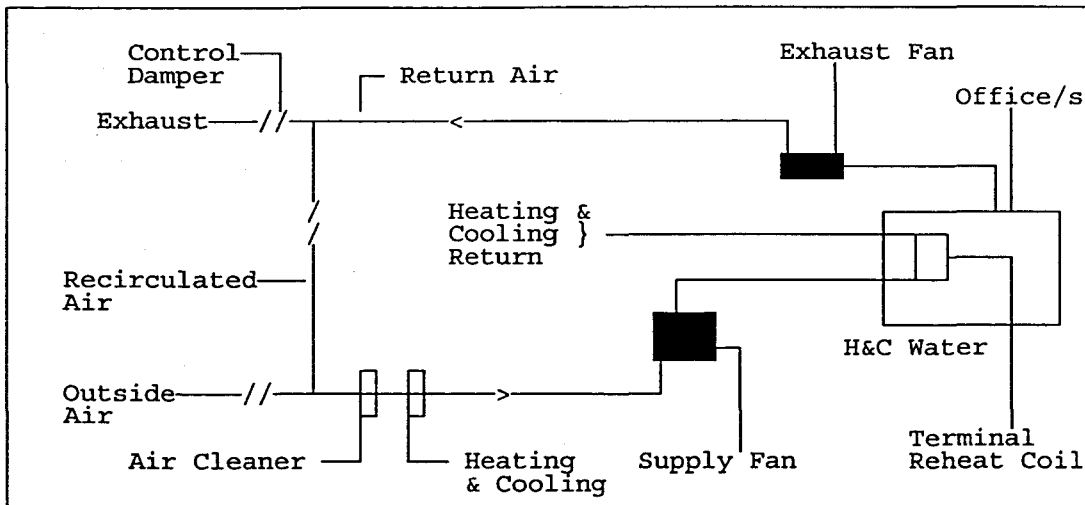 Control
Damper
Exhaust Fan
Return Air
Office/s
Exhaust
Heating &
Cooling }
Return
Recirculated
Air
H&C Water
Outside
Air
Terminal
Reheat Coil
Air Cleaner
Heating
& Cooling
Supply Fan